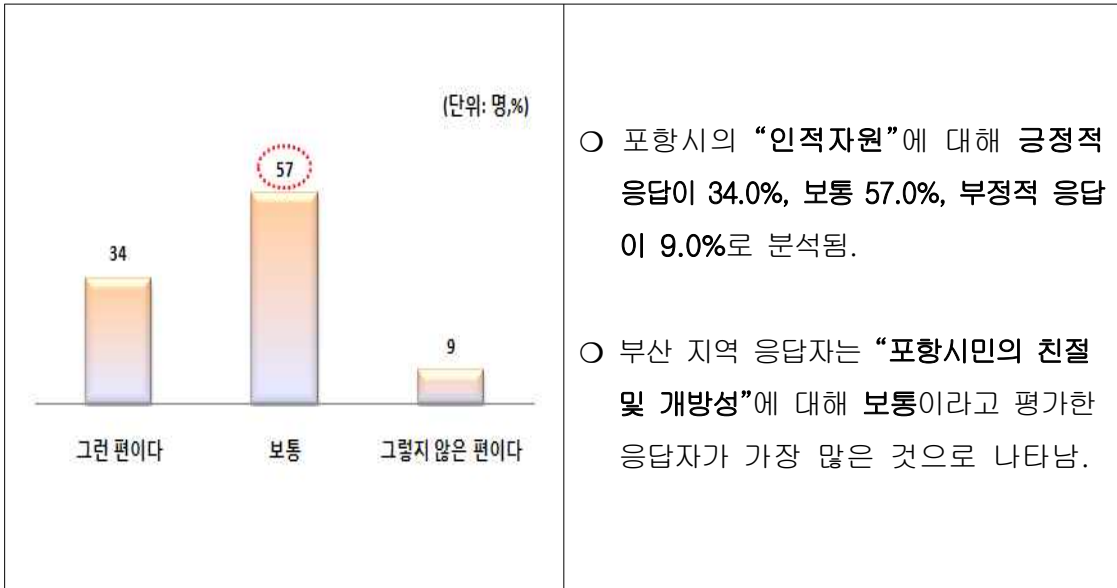 (단위: 명,%)
57
34
9
그런 편이다 보통 그렇지 않은 편이다
❍ 포항시의 “인적자원”에 대해 긍정적
응답이 34.0%, 보통 57.0%, 부정적 응답
이 9.0%로 분석됨.
❍ 부산 지역 응답자는 “포항시민의 친절
및 개방성”에 대해 보통이라고 평가한
응답자가 가장 많은 것으로 나타남.